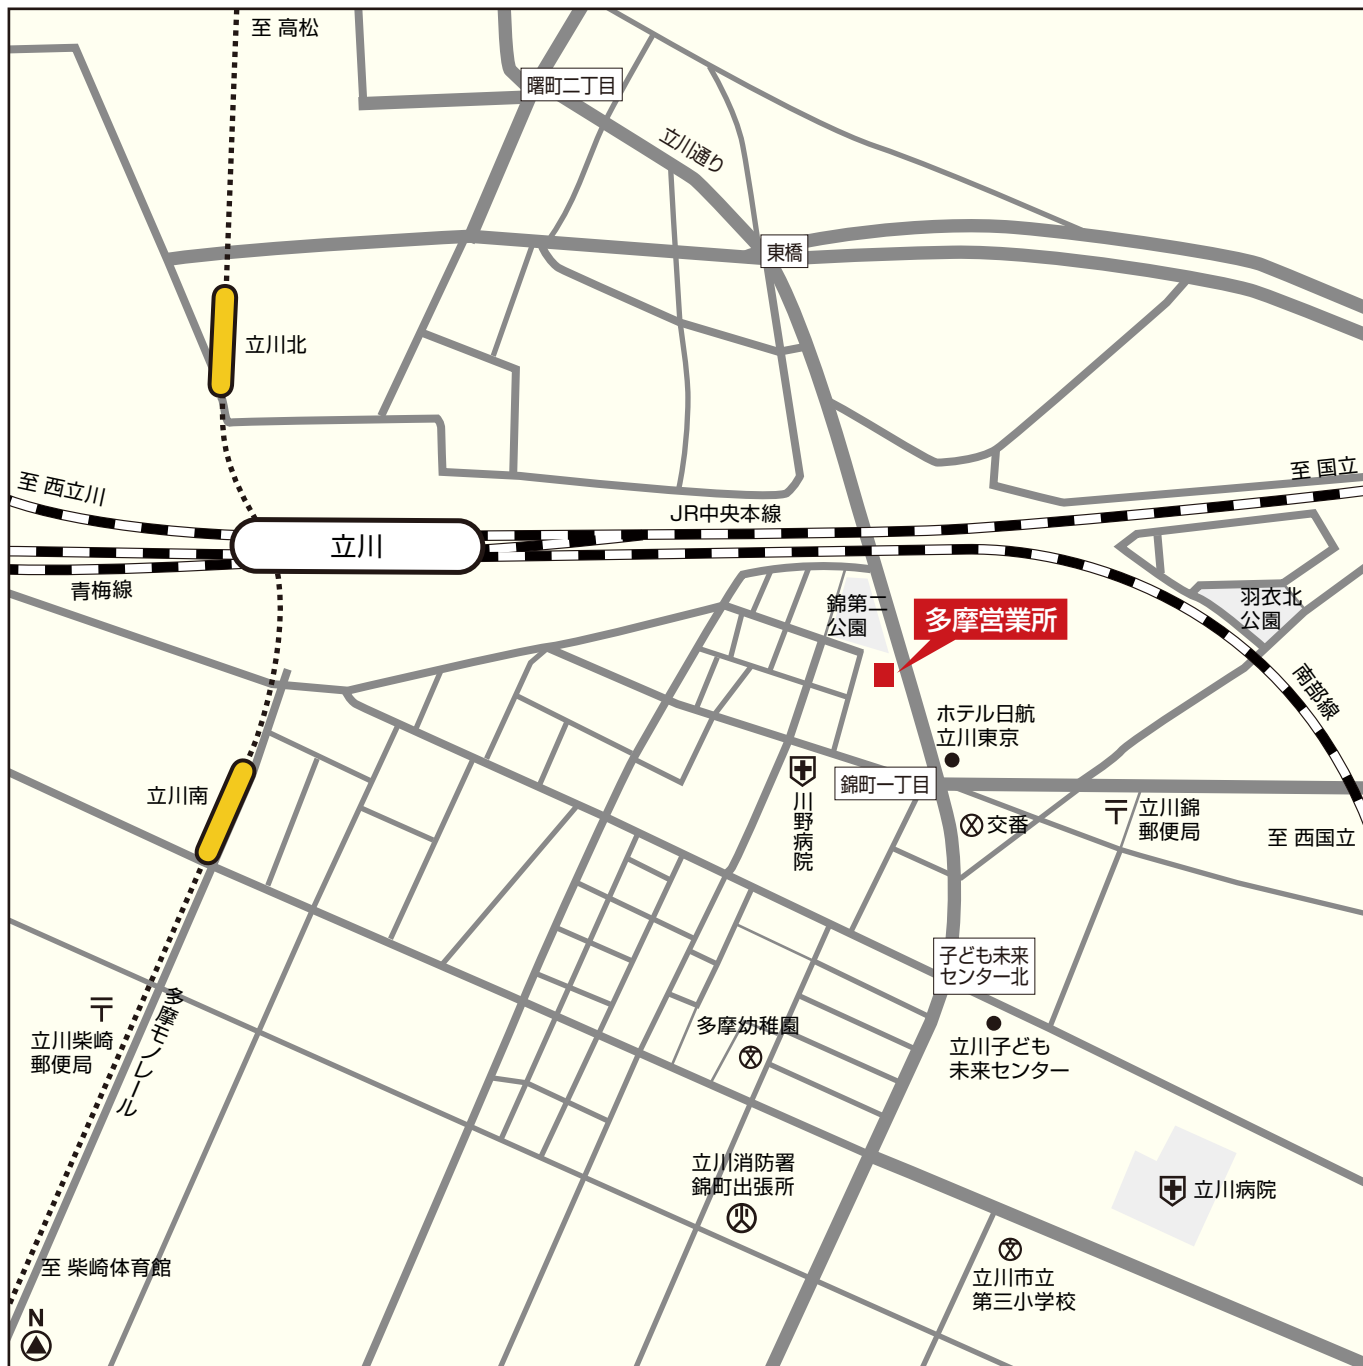 至 高松
曙町二丁目
立川通り
東橋
立川北
至 西立川
至 国立
JR中央本線
立川
青梅線
錦第二
公園
多摩営業所
羽衣北
公園
南部線
ホテル日航
立川東京
錦町一丁目
川野病院
立川南
交番
立川錦
郵便局
至 西国立
子ども未来
センター北
多摩モノレール
立川柴崎
郵便局
多摩幼稚園
立川子ども
未来センター
立川消防署
錦町出張所
立川病院
至 柴崎体育館
立川市立
第三小学校
N